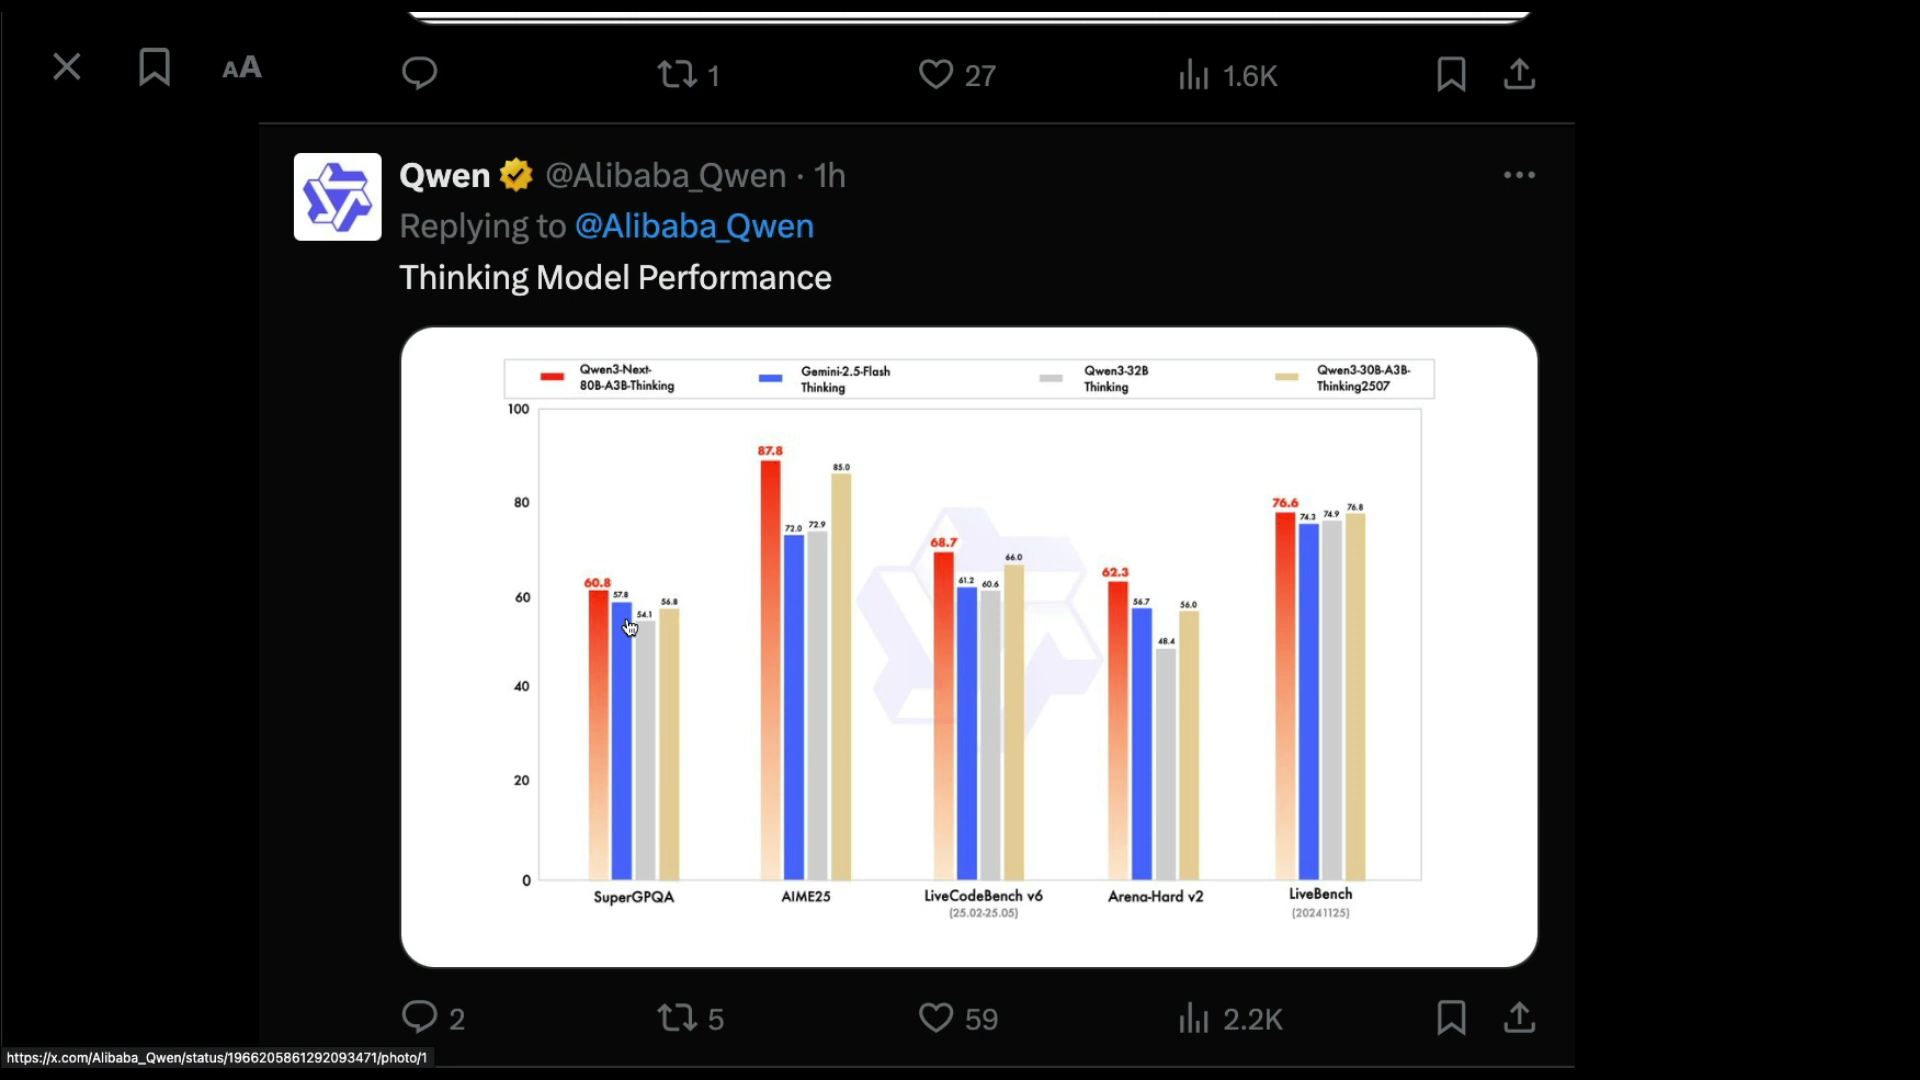 AA
1
27
1.6K
Qwen @Alibaba_Qwen · 1h
Replying to @Alibaba_Qwen
Thinking Model Performance
Qwen3-Next-
80B-A3B-Thinking
Gemini-2.5-Flash
Thinking
Qwen3-32B
Thinking
Qwen3-30B-A3B-
Thinking2507
100
80
60
40
20
0
60.8
57.8
54.1
56.8
87.8
72.0
72.9
85.0
68.7
61.2
60.6
66.0
62.3
56.7
48.4
56.0
76.6
74.3
74.9
76.8
SuperGPQA
AIME25
LiveCodeBench v6
(25.02-25.05)
Arena-Hard v2
LiveBench
(20241125)
2
5
59
2.2K
https://x.com/Alibaba_Qwen/status/1966205861292093471/photo/1